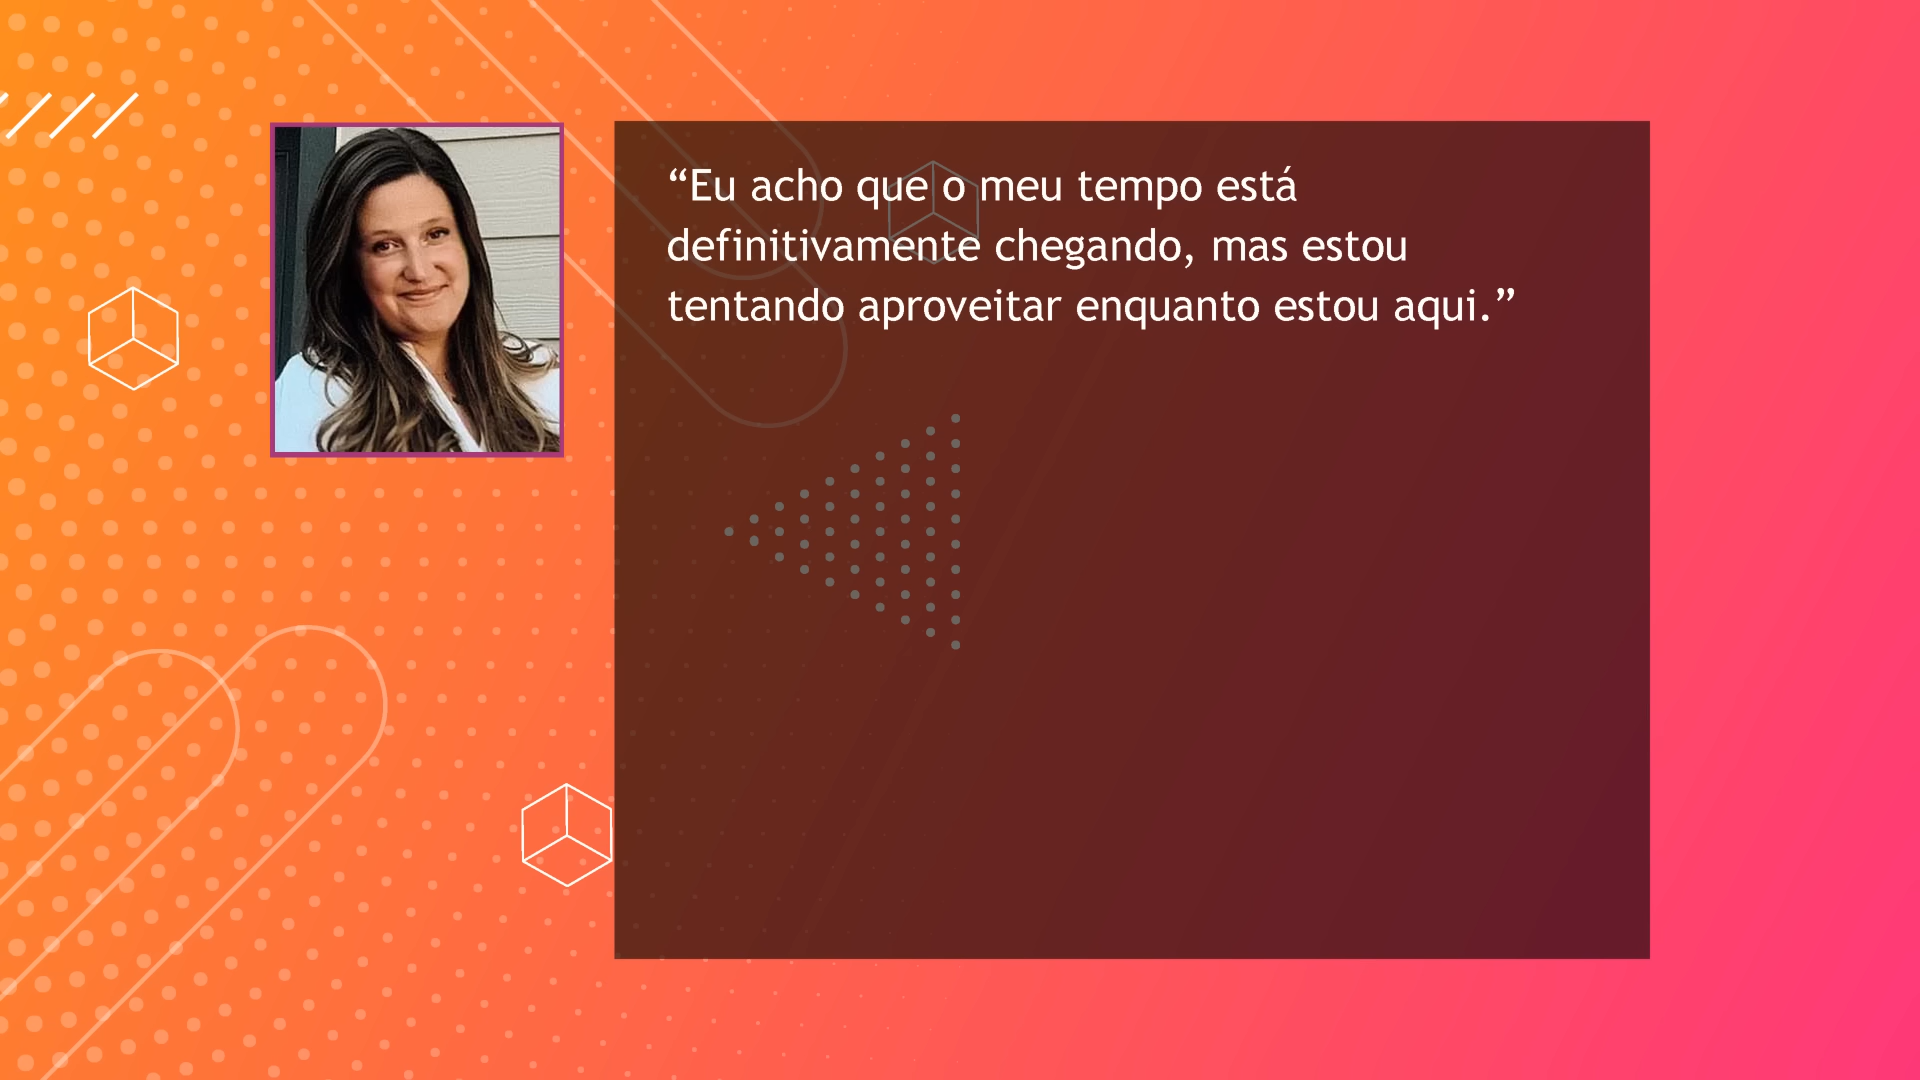 “Eu acho que o meu tempo está
definitivamente chegando, mas estou
tentando aproveitar enquanto estou aqui.”